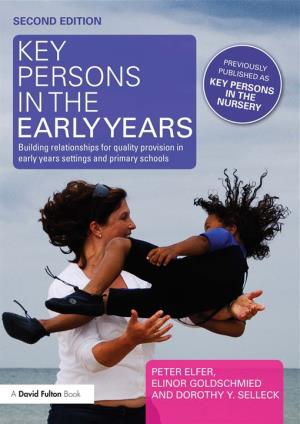 SECOND EDITION
KEY
PERSONS
IN THE
EARLY YEARS
Building relationships for quality provision in
early years settings and primary schools
PREVIOUSLY
PUBLISHED AS
KEY PERSONS
IN THE
NURSERY
PETER ELFER,
ELINOR GOLDSCHMIED
AND DOROTHY Y. SELLECK
A David Fulton Book